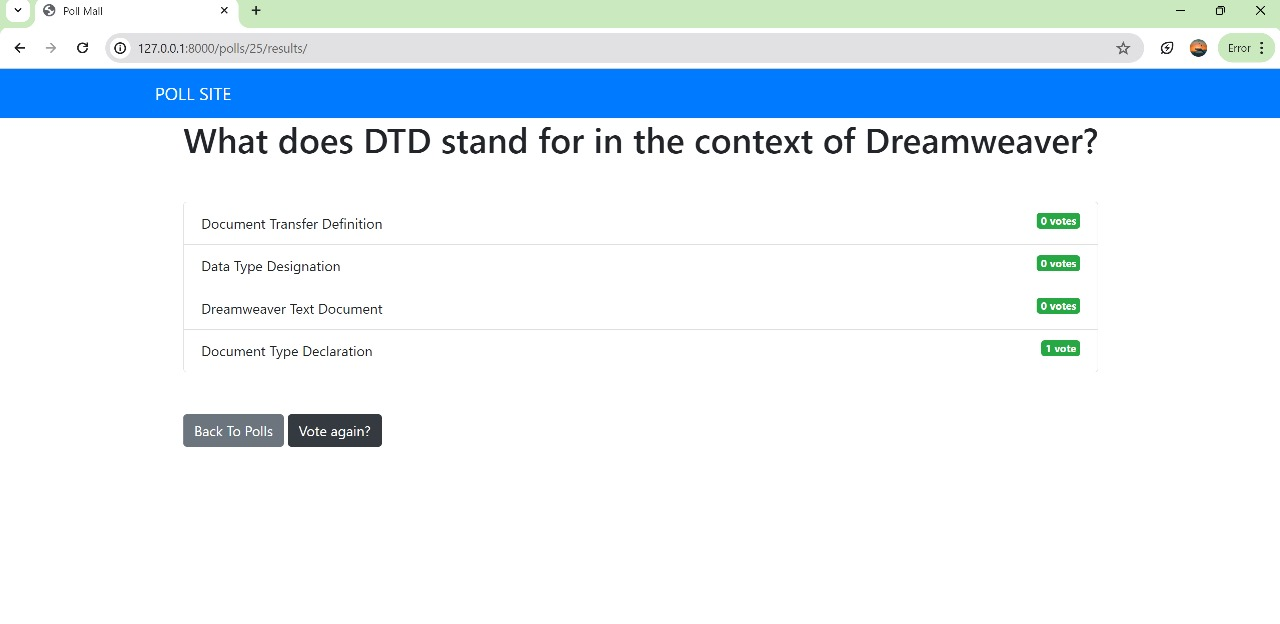 Poll Mall
127.0.0.1:8000/polls/25/results/
Error
POLL SITE
What does DTD stand for in the context of Dreamweaver?
Document Transfer Definition 0 votes
Data Type Designation 0 votes
Dreamweaver Text Document 0 votes
Document Type Declaration 1 vote
Back To Polls Vote again?